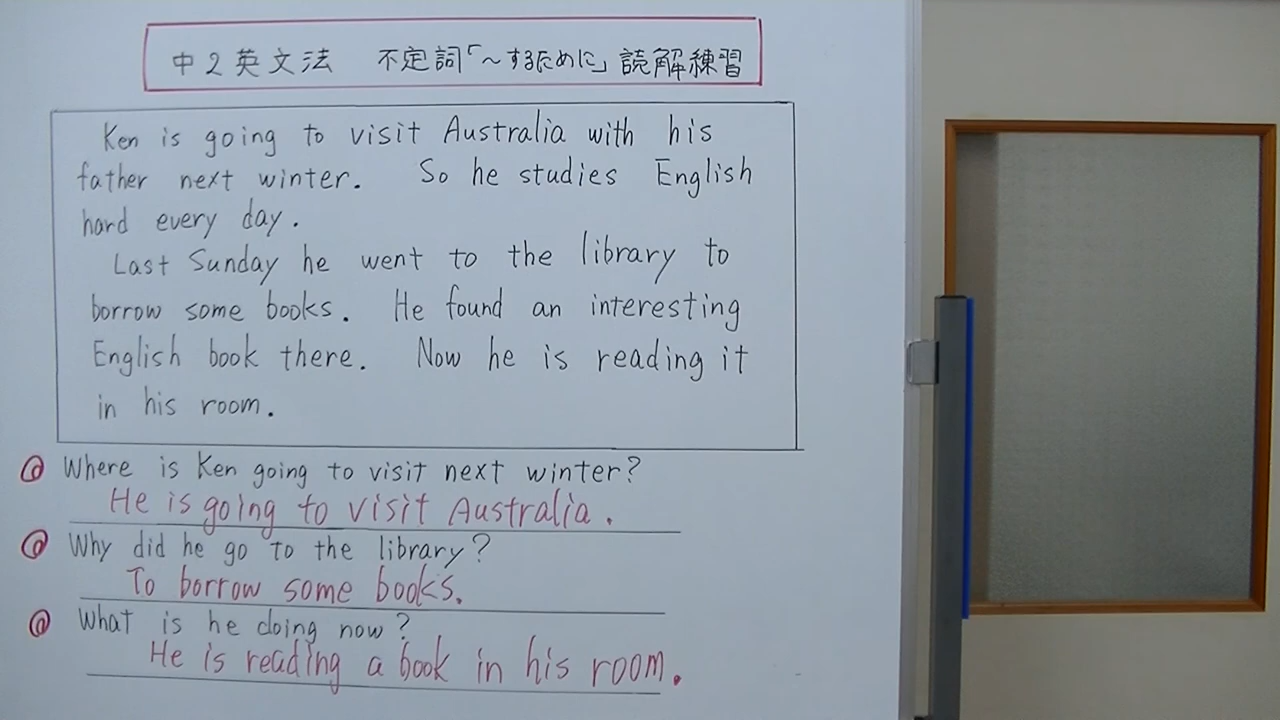 中2英文法 不定詞「～するために」読解練習
Ken is going to visit Australia with his
father next winter. So he studies English
hard every day.
Last Sunday he went to the library to
borrow some books. He found an interesting
English book there. Now he is reading it
in his room.
Q Where is Ken going to visit next winter?
He is going to visit Australia.
Q Why did he go to the library?
To borrow some books.
Q What is he doing now?
He is reading a book in his room.